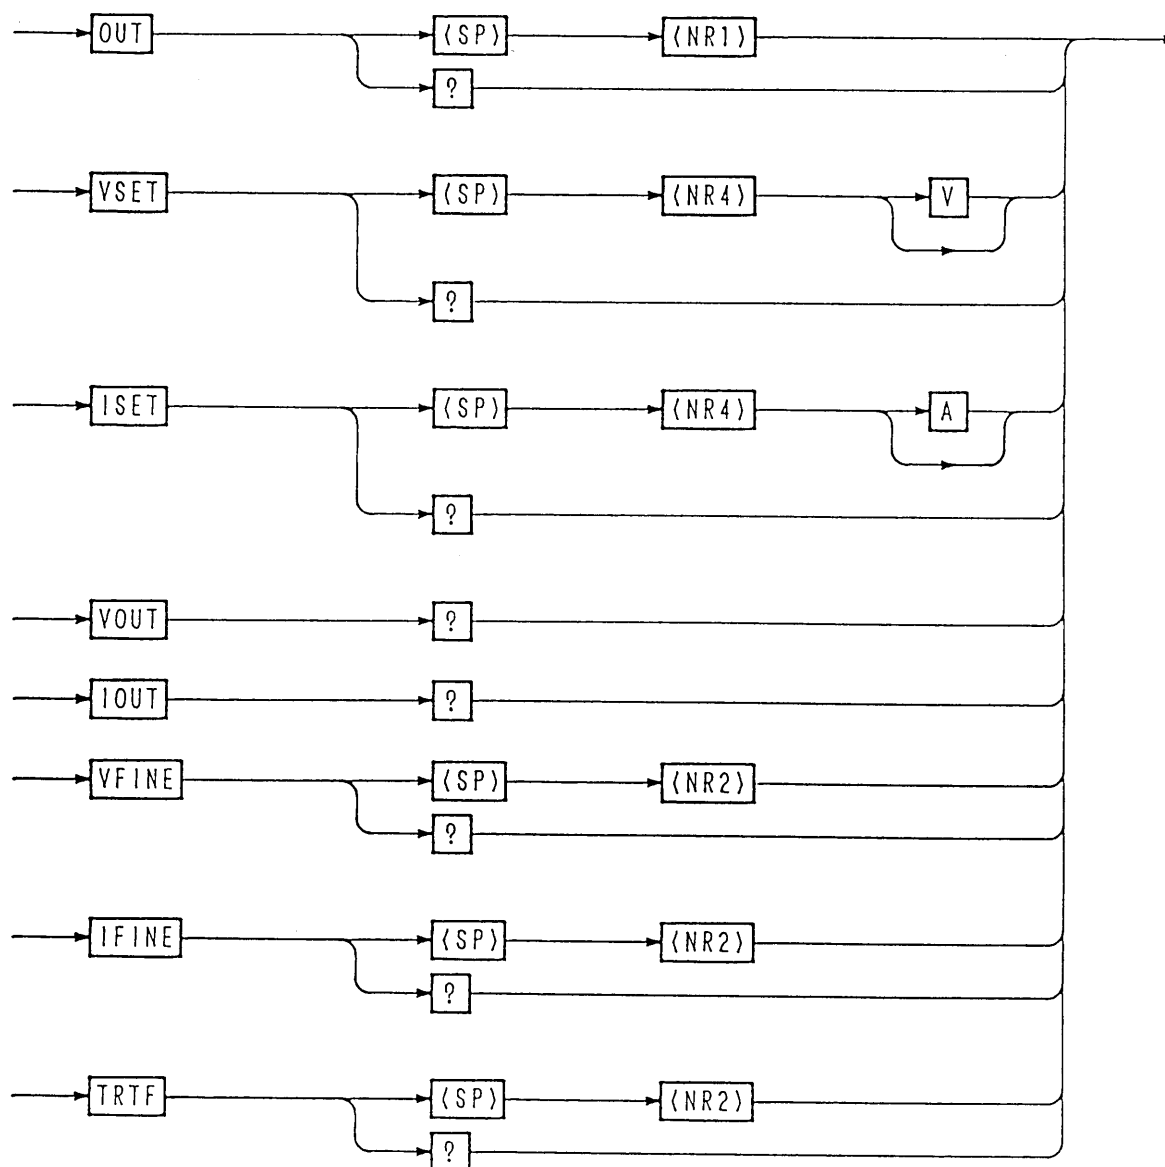 OUT ⟨SP⟩ ⟨NR1⟩
?
VSET ⟨SP⟩ ⟨NR4⟩ V
?
ISET ⟨SP⟩ ⟨NR4⟩ A
?
VOUT ?
IOUT ?
VFINE ⟨SP⟩ ⟨NR2⟩
?
IFINE ⟨SP⟩ ⟨NR2⟩
?
TRTF ⟨SP⟩ ⟨NR2⟩
?